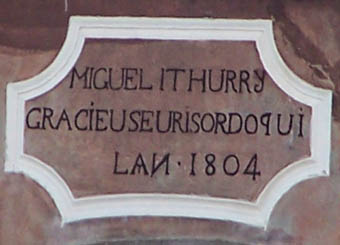 MIGUEL ITHURRY
GRACIEUSEURISORDOQUI
LAN·1804